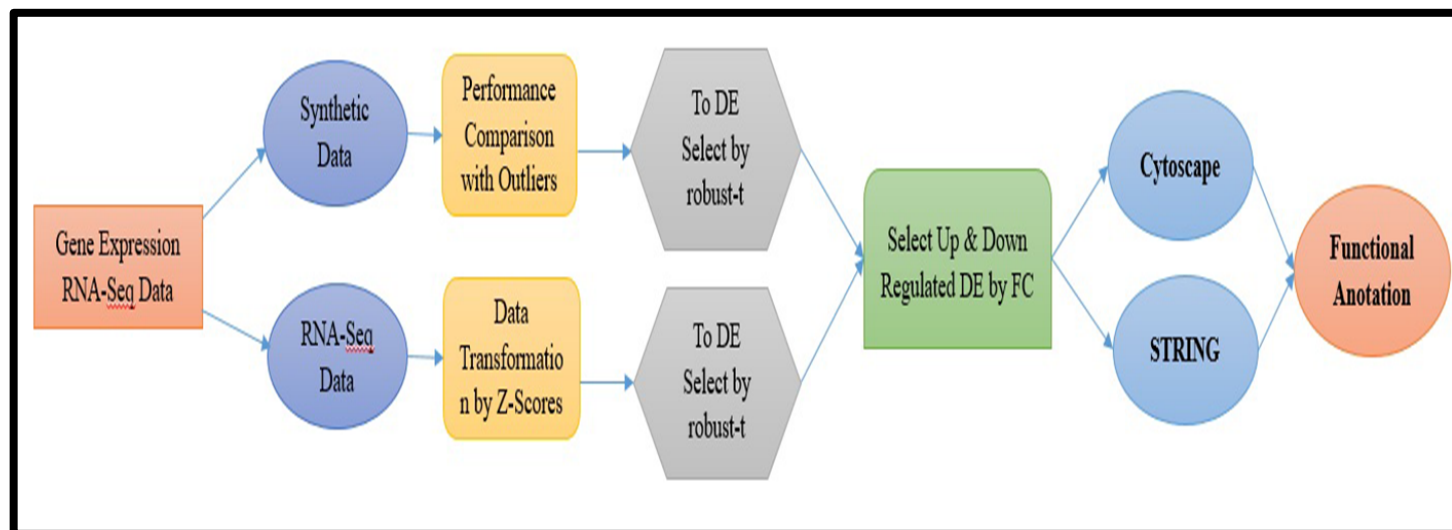 Gene Expression
RNA-Seq Data
Synthetic
Data
Performance
Comparison
with Outliers
To DE
Select by
robust-t
RNA-Seq
Data
Data
Transformatio
n by Z-Scores
To DE
Select by
robust-t
Select Up & Down
Regulated DE by FC
Cytoscape
STRING
Functional
Anotation